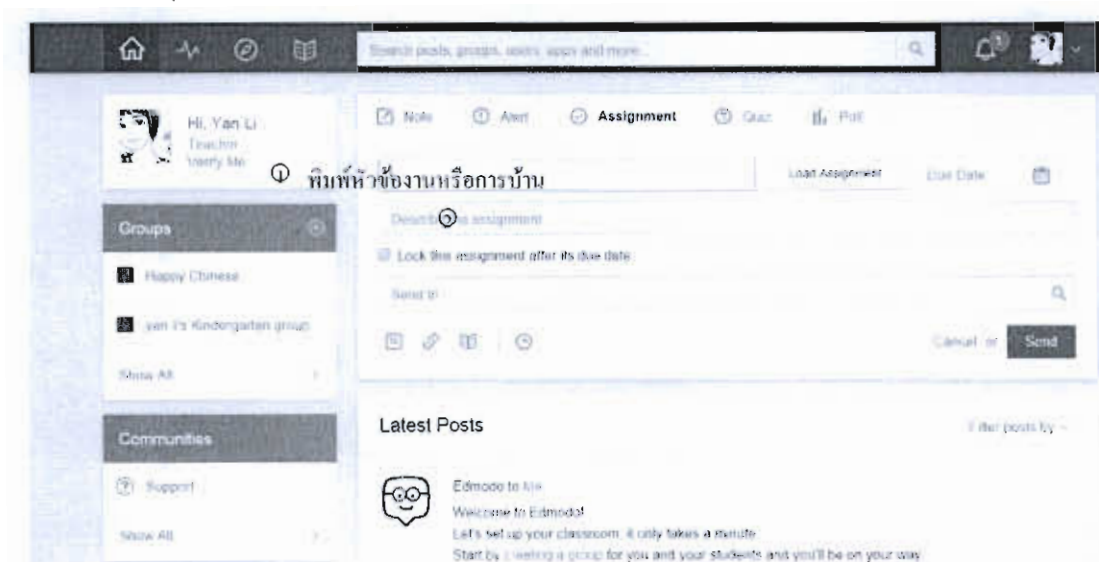 Search posts, groups, users, apps and more...
Hi, Yan Li
Teacher
Verify Me
Note Alert Assignment Quiz Poll
① พิมพ์หัวข้องานหรือการบ้าน
Load Assignment Due Date
Describe assignment
Lock this assignment after its due date
Send to
Cancel or Send
Groups
Happy Chinese
yan li's Kindergarten group
Show All
Communities
Support
Show All
Latest Posts
Filter posts by
Edmodo to Me
Welcome to Edmodo!
Let's set up your classroom, it only takes a minute
Start by creating a group for you and your students and you'll be on your way